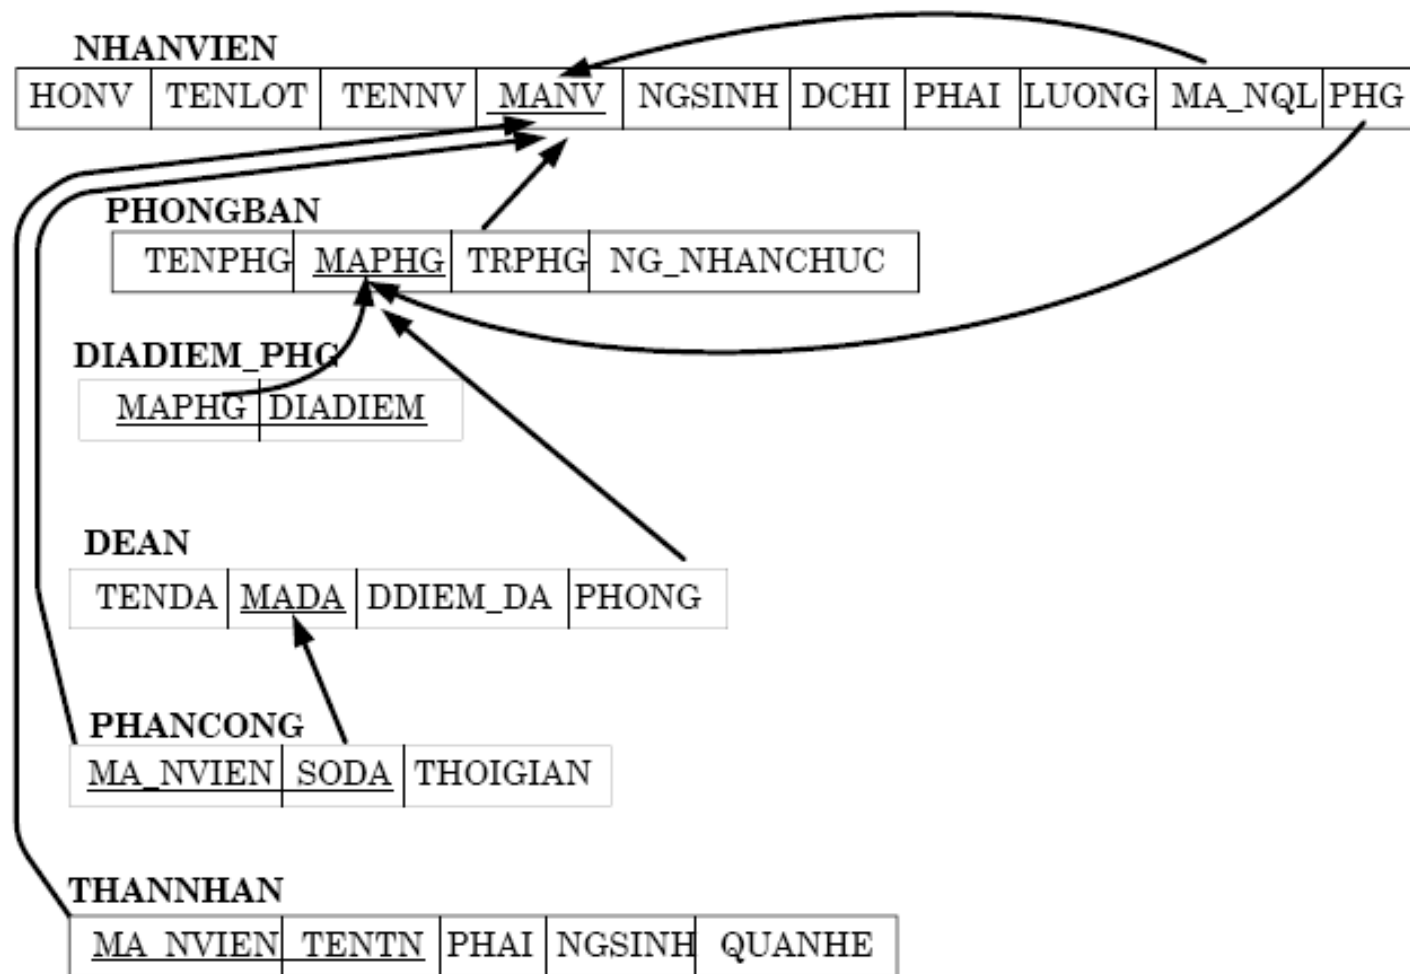 NHANVIEN
HONV TENLOT TENNV MANV NGSINH DCHI PHAI LUONG MA_NQL PHG
PHONGBAN
TENPHG MAPHG TRPHG NG_NHANCHUC
DIADIEM_PHG
MAPHG DIADIEM
DEAN
TENDA MADA DDIEM_DA PHONG
PHANCONG
MA_NVIEN SODA THOIGIAN
THANNHAN
MA_NVIEN TENTN PHAI NGSINH QUANHE